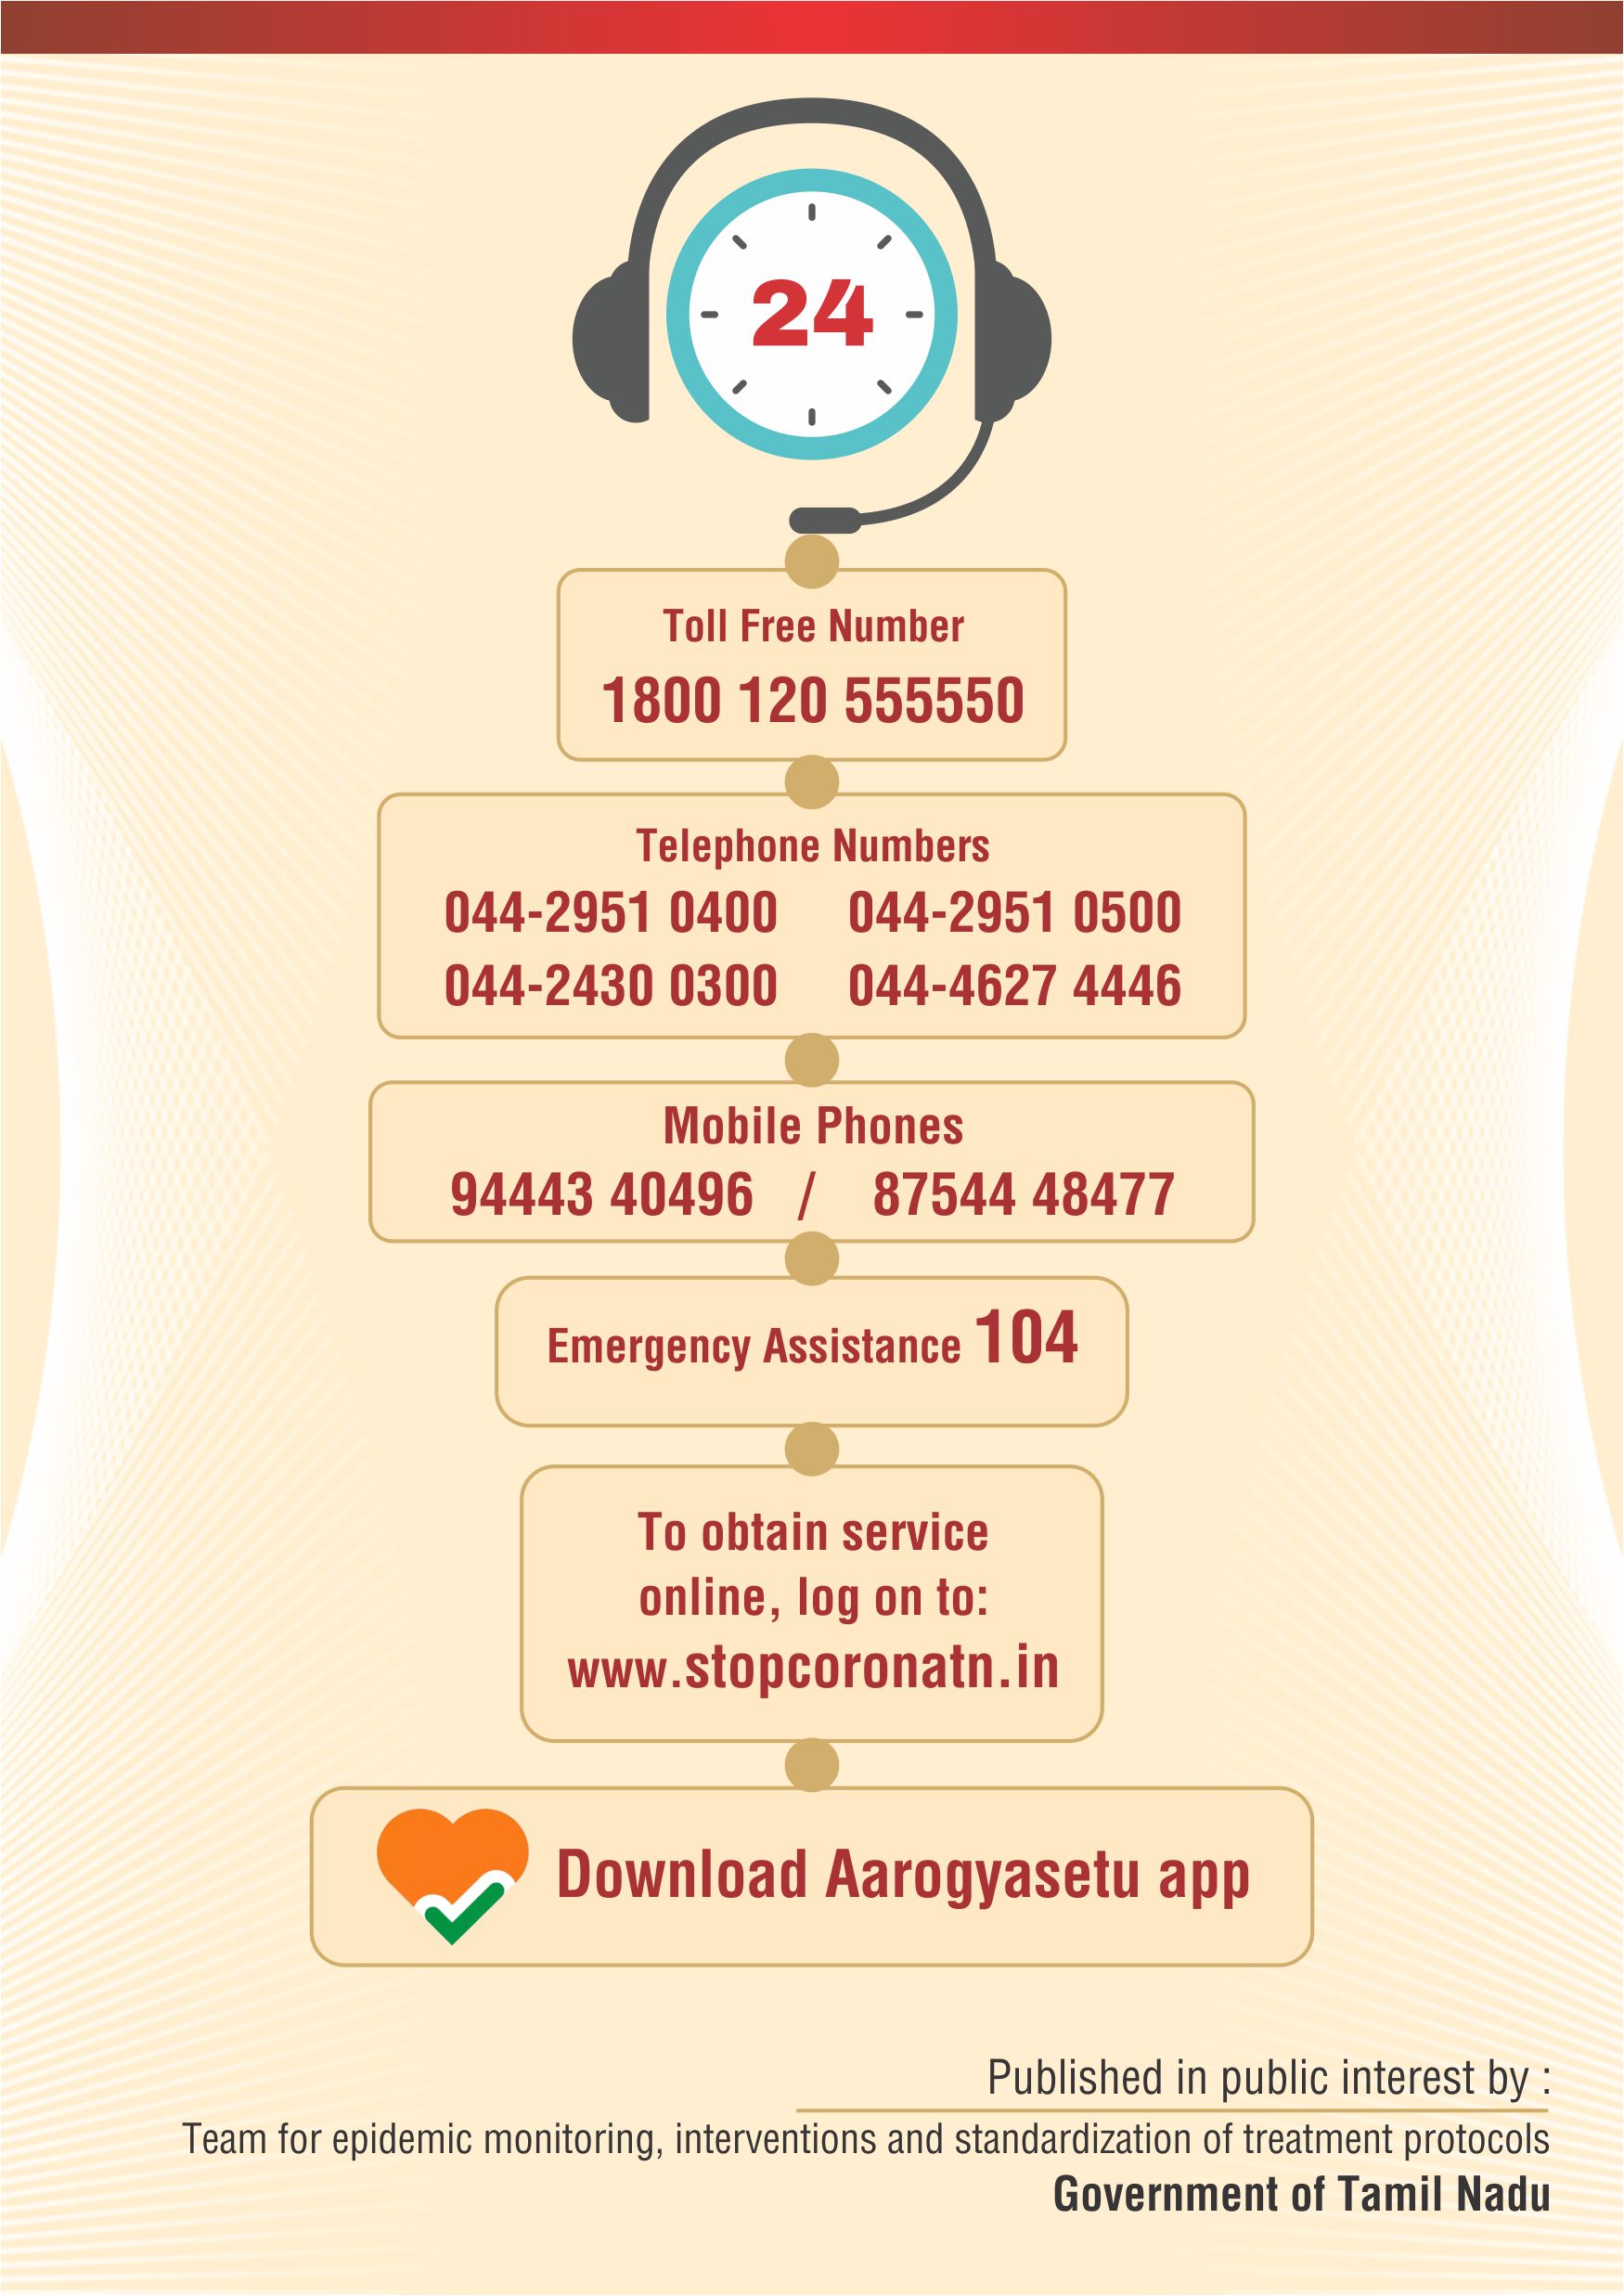 24
Toll Free Number
1800 120 555550
Telephone Numbers
044-2951 0400 044-2951 0500
044-2430 0300 044-4627 4446
Mobile Phones
94443 40496 / 87544 48477
Emergency Assistance 104
To obtain service
online, log on to:
www.stopcoronatn.in
Download Aarogyasetu app
Published in public interest by :
Team for epidemic monitoring, interventions and standardization of treatment protocols
Government of Tamil Nadu